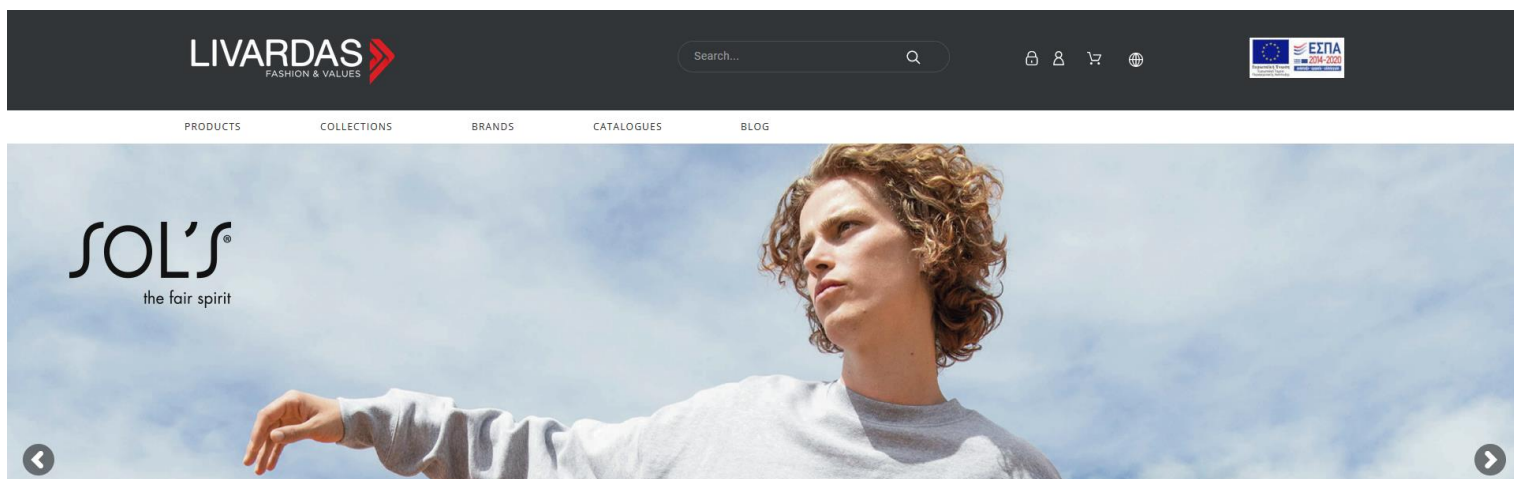 LIVARDAS
FASHION & VALUES
Search...
ΕΣΠΑ
2014-2020
PRODUCTS
COLLECTIONS
BRANDS
CATALOGUES
BLOG
SOL'S®
the fair spirit